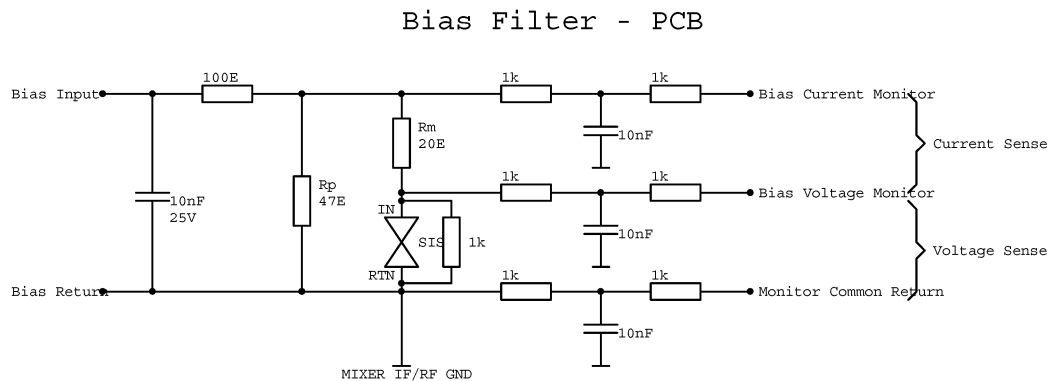 Bias Filter - PCB
100E
1k
1k
Bias Input
Bias Current Monitor
Rm
20E
10nF
Current Sense
1k
1k
Rp
47E
Bias Voltage Monitor
10nF
25V
IN
SIS
1k
10nF
Voltage Sense
RTN
1k
1k
Bias Return
Monitor Common Return
10nF
MIXER IF/RF GND